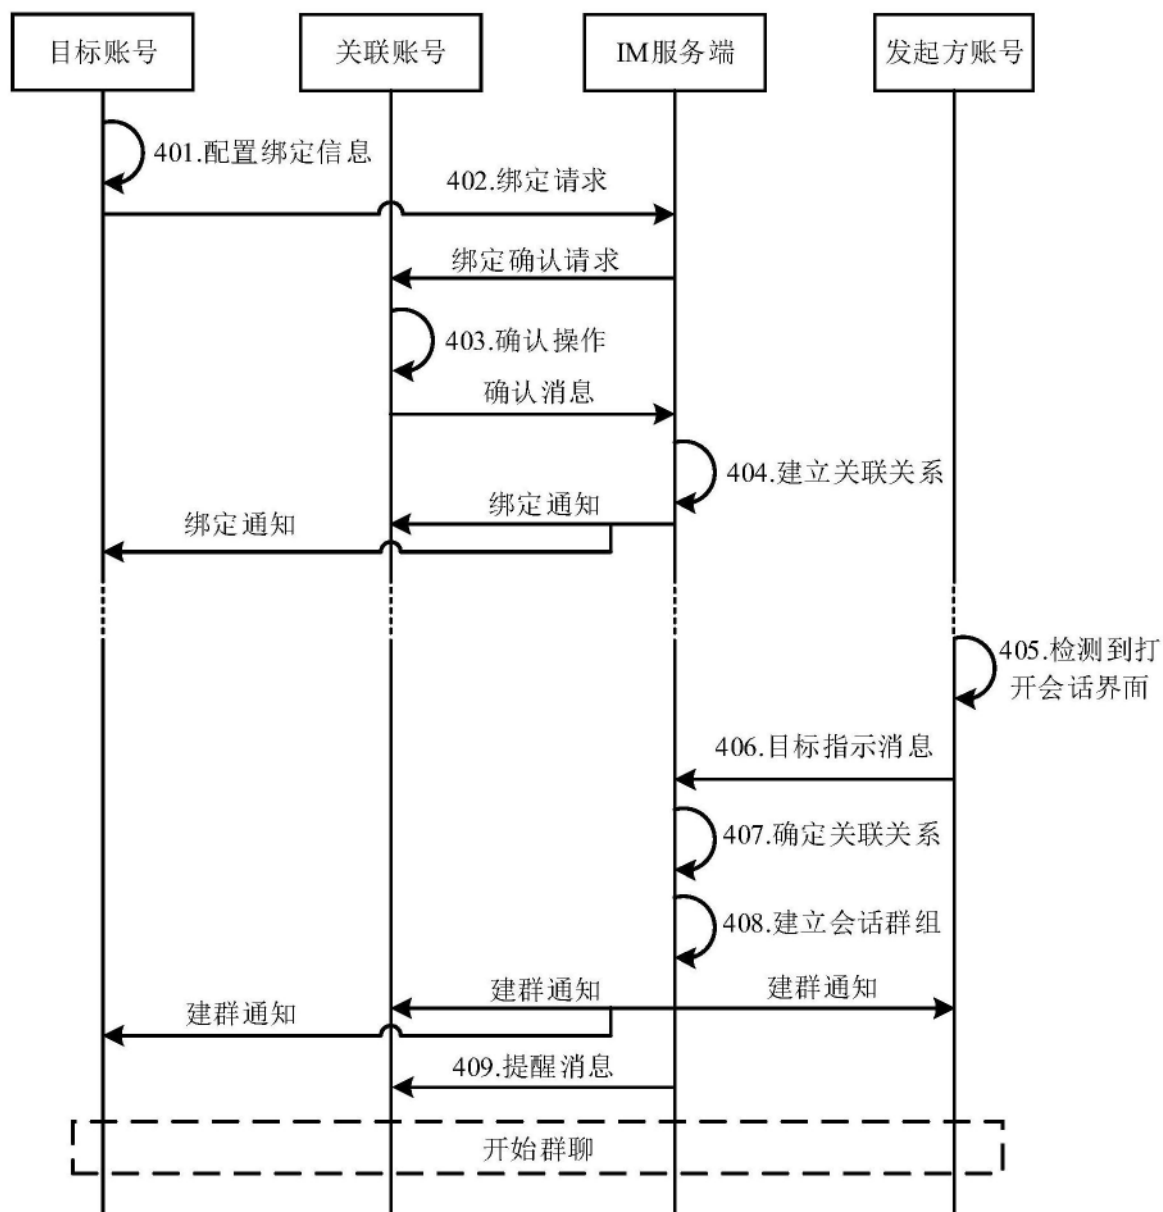 目标账号
关联账号
IM服务端
发起方账号
401.配置绑定信息
402.绑定请求
绑定确认请求
403.确认操作
确认消息
404.建立关联关系
绑定通知
绑定通知
405.检测到打
开会话界面
406.目标指示消息
407.确定关联关系
408.建立会话群组
建群通知
建群通知
建群通知
409.提醒消息
开始群聊